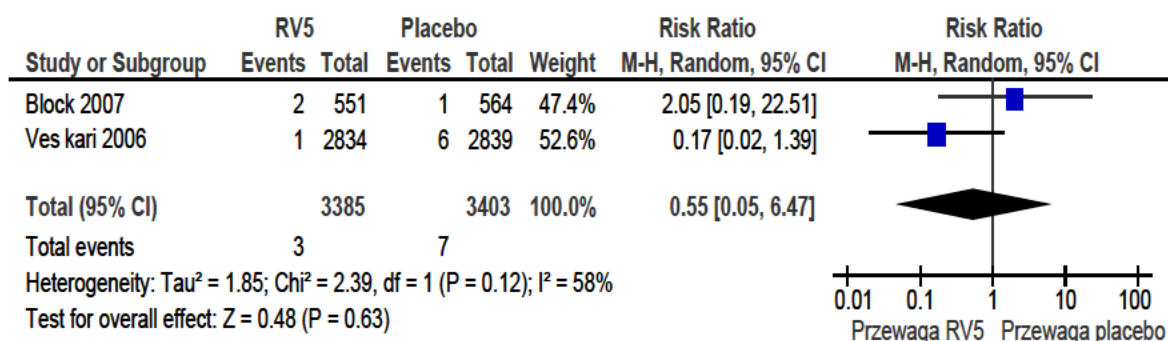 RV5 Placebo Risk Ratio Risk Ratio
Study or Subgroup Events Total Events Total Weight M-H, Random, 95% CI M-H, Random, 95% CI
Block 2007 2 551 1 564 47.4% 2.05 [0.19, 22.51]
Ves kari 2006 1 2834 6 2839 52.6% 0.17 [0.02, 1.39]
Total (95% CI) 3385 3403 100.0% 0.55 [0.05, 6.47]
Total events 3 7
Heterogeneity: Tau² = 1.85; Chi² = 2.39, df = 1 (P = 0.12); I² = 58%
Test for overall effect: Z = 0.48 (P = 0.63)
0.01 0.1 1 10 100
Przewaga RV5 Przewaga placebo